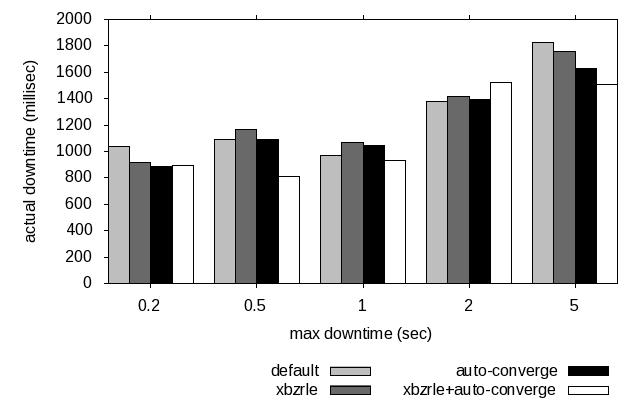 2000
1800
1600
1400
1200
1000
800
600
400
200
0
actual downtime (millisec)
0.2 0.5 1 2 5
max downtime (sec)
default auto-converge
xbzrle xbzrle+auto-converge